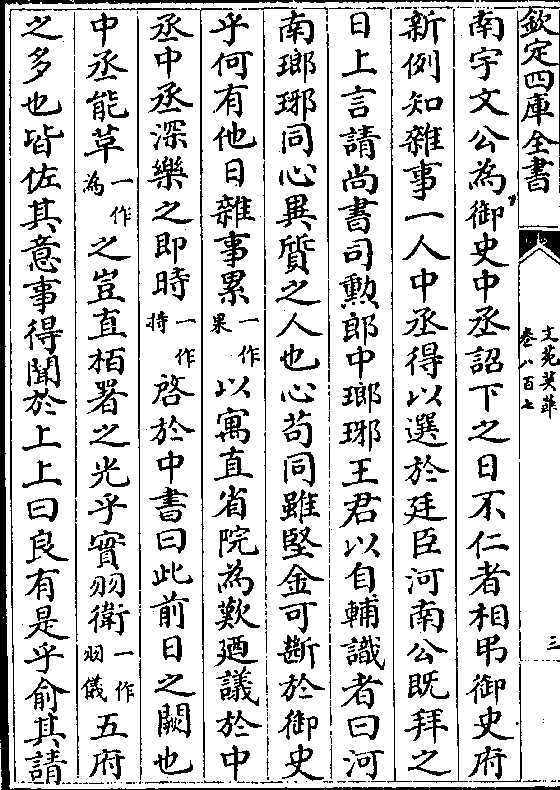 欽定四庫全書
文苑英華
卷八百七
三
南宇文公為御史中丞詔下之日不仁者相弔御史府
新例知雜事一人中丞得以選於廷臣河南公既拜之
日上言請尚書司勲郎中瑯琊王君以自輔識者曰河
南瑯琊同心異質之人也心苟同雖堅金可斷於御史
乎何有他日雜事累一作果以寓直省院為歎廼議於中
丞中丞深樂之即時一作持啓於中書曰此前日之闕也
中丞能草一作為之豈直栢署之光乎實羽衛一作羽儀五府
之多也皆佐其意事得聞於上上曰良有是乎俞其請